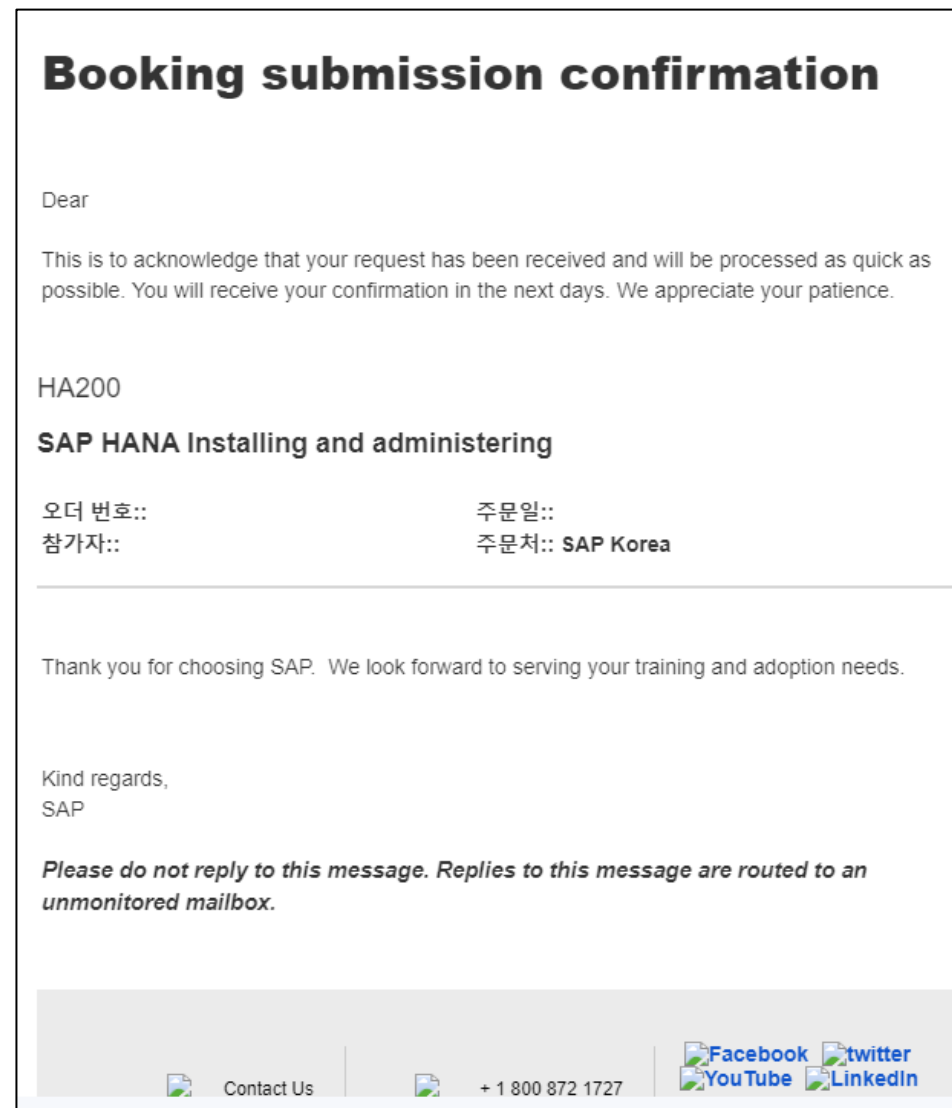 Booking submission confirmation
Dear
This is to acknowledge that your request has been received and will be processed as quick as
possible. You will receive your confirmation in the next days. We appreciate your patience.
HA200
SAP HANA Installing and administering
오더 번호:: 주문일::
참가자:: 주문처:: SAP Korea
Thank you for choosing SAP.  We look forward to serving your training and adoption needs.
Kind regards,
SAP
Please do not reply to this message. Replies to this message are routed to an
unmonitored mailbox.
Facebook twitter
Contact Us + 1 800 872 1727 YouTube LinkedIn